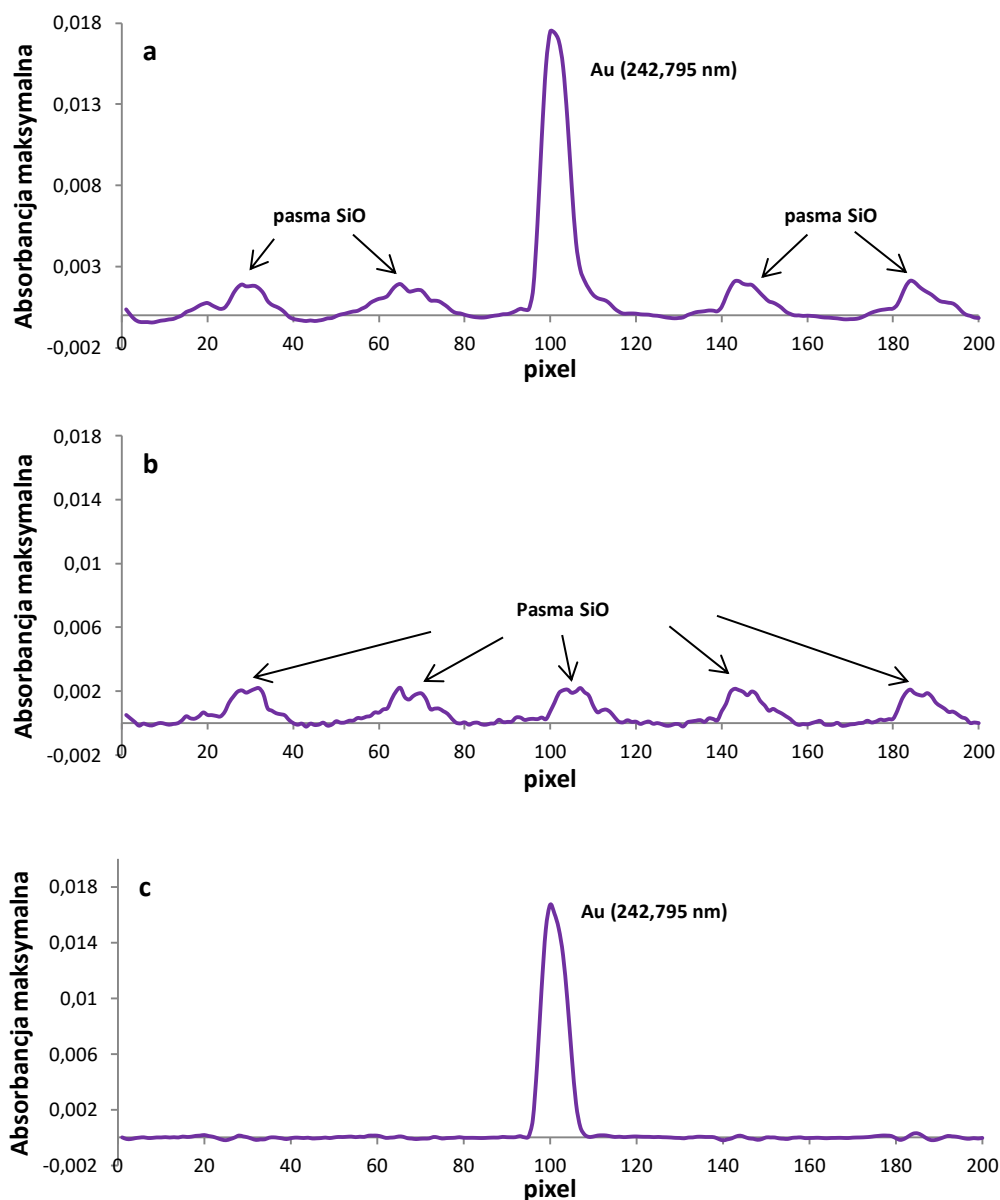 0,018
a
Au (242,795 nm)
0,013
0,008
pasma SiO
pasma SiO
0,003
-0,002
0 20 40 60 80 100 120 140 160 180 200
pixel
Absorbancja maksymalna
0,018
b
0,014
0,01
Pasma SiO
0,006
0,002
-0,002
0 20 40 60 80 100 120 140 160 180 200
pixel
Absorbancja maksymalna
0,018
c
Au (242,795 nm)
0,014
0,01
0,006
0,002
-0,002
0 20 40 60 80 100 120 140 160 180 200
pixel
Absorbancja maksymalna